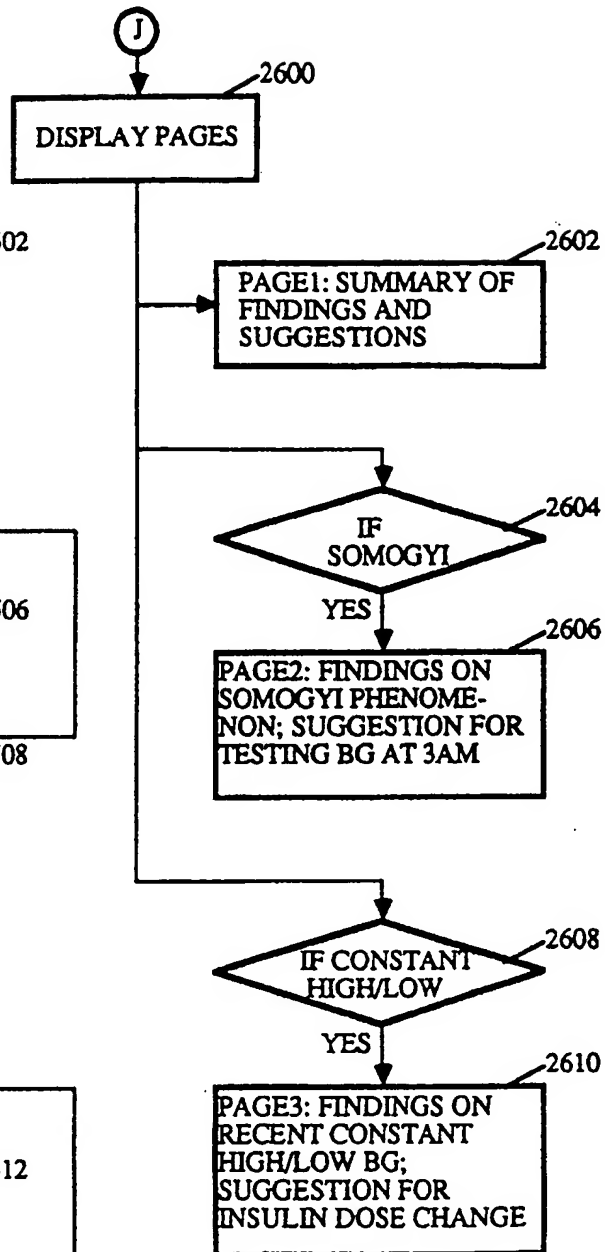 J
2600
DISPLAY PAGES
02
2602
PAGE1: SUMMARY OF
FINDINGS AND
SUGGESTIONS
2604
IF
SOMOGYI
06
YES
2606
PAGE2: FINDINGS ON
SOMOGYI PHENOME-
NON; SUGGESTION FOR
TESTING BG AT 3AM
08
2608
IF CONSTANT
HIGH/LOW
YES
2610
PAGE3: FINDINGS ON
RECENT CONSTANT
HIGH/LOW BG;
SUGGESTION FOR
INSULIN DOSE CHANGE
12